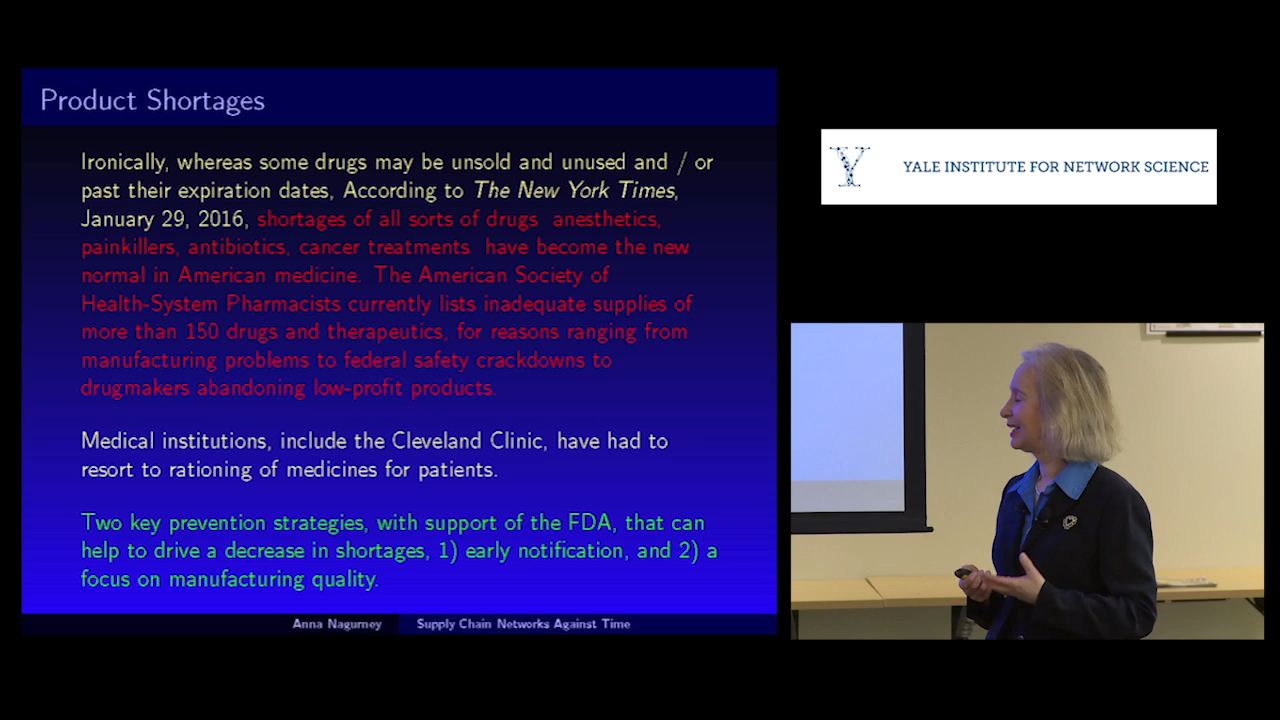 Product Shortages
Ironically, whereas some drugs may be unsold and unused and / or
past their expiration dates, According to The New York Times,
January 29, 2016, shortages of all sorts of drugs anesthetics,
painkillers, antibiotics, cancer treatments have become the new
normal in American medicine. The American Society of
Health-System Pharmacists currently lists inadequate supplies of
more than 150 drugs and therapeutics, for reasons ranging from
manufacturing problems to federal safety crackdowns to
drugmakers abandoning low-profit products.
Medical institutions, include the Cleveland Clinic, have had to
resort to rationing of medicines for patients.
Two key prevention strategies, with support of the FDA, that can
help to drive a decrease in shortages, 1) early notification, and 2) a
focus on manufacturing quality.
Anna Nagurney Supply Chain Networks Against Time
Y YALE INSTITUTE FOR NETWORK SCIENCE